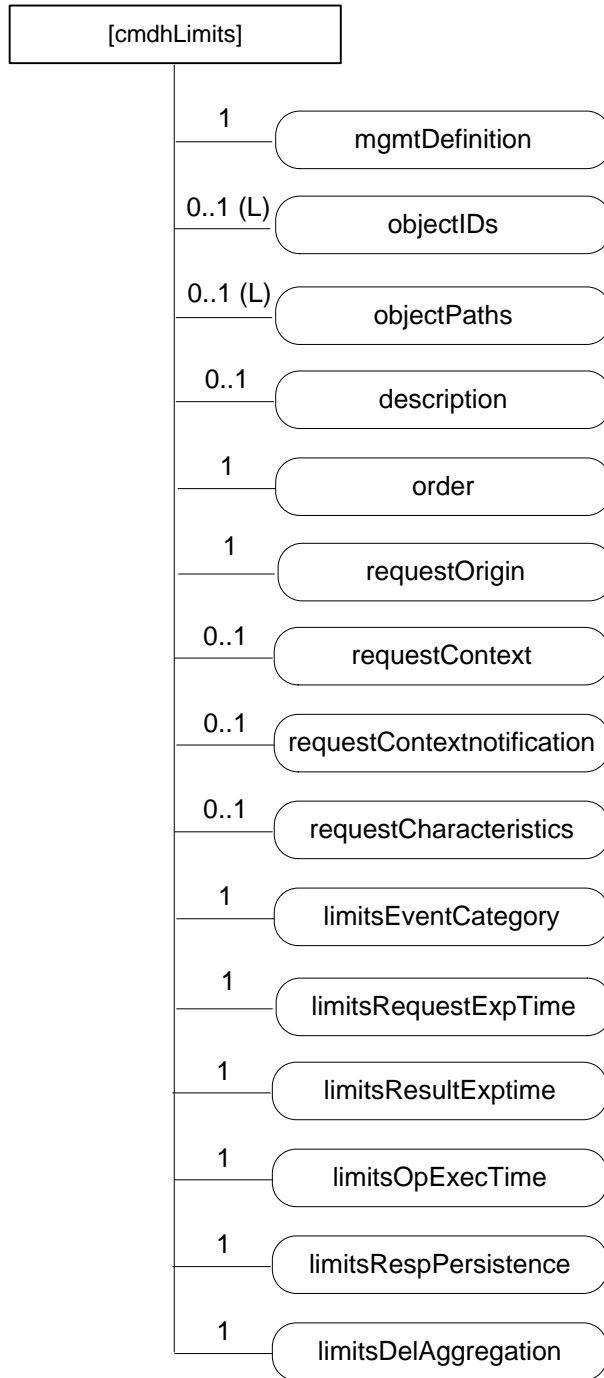 [cmdhLimits]
1
mgmtDefinition
0..1 (L)
objectIDs
0..1 (L)
objectPaths
0..1
description
1
order
1
requestOrigin
0..1
requestContext
0..1
requestContextnotification
0..1
requestCharacteristics
1
limitsEventCategory
1
limitsRequestExpTime
1
limitsResultExptime
1
limitsOpExecTime
1
limitsRespPersistence
1
limitsDelAggregation